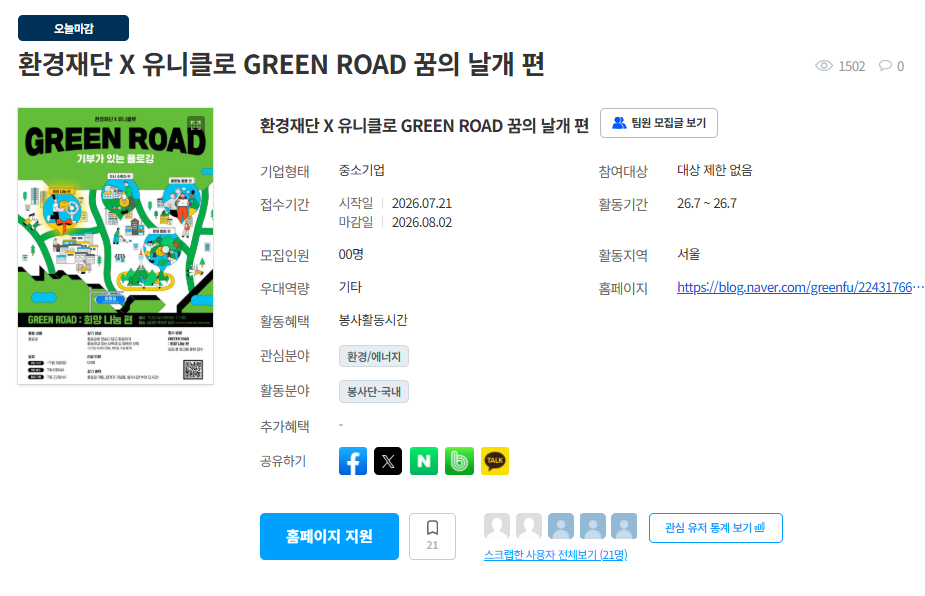 오늘마감
환경재단 X 유니클로 GREEN ROAD 꿈의 날개 편
1502 0
환경재단 X 유니클로
GREEN ROAD
기부가 있는 플로깅
GREEN ROAD : 희망 나눔 편
환경재단 X 유니클로 GREEN ROAD 꿈의 날개 편
팀원 모집글 보기
기업형태 중소기업 참여대상 대상 제한 없음
접수기간 시작일 2026.07.21 활동기간 26.7 ~ 26.7
마감일 2026.08.02
모집인원 00명 활동지역 서울
우대역량 기타 홈페이지 https://blog.naver.com/greenfu/22431766···
활동혜택 봉사활동시간
관심분야 환경/에너지
활동분야 봉사단-국내
추가혜택 -
공유하기
N
TALK
홈페이지 지원
21
관심 유저 통계 보기
스크랩한 사용자 전체보기 (21명)